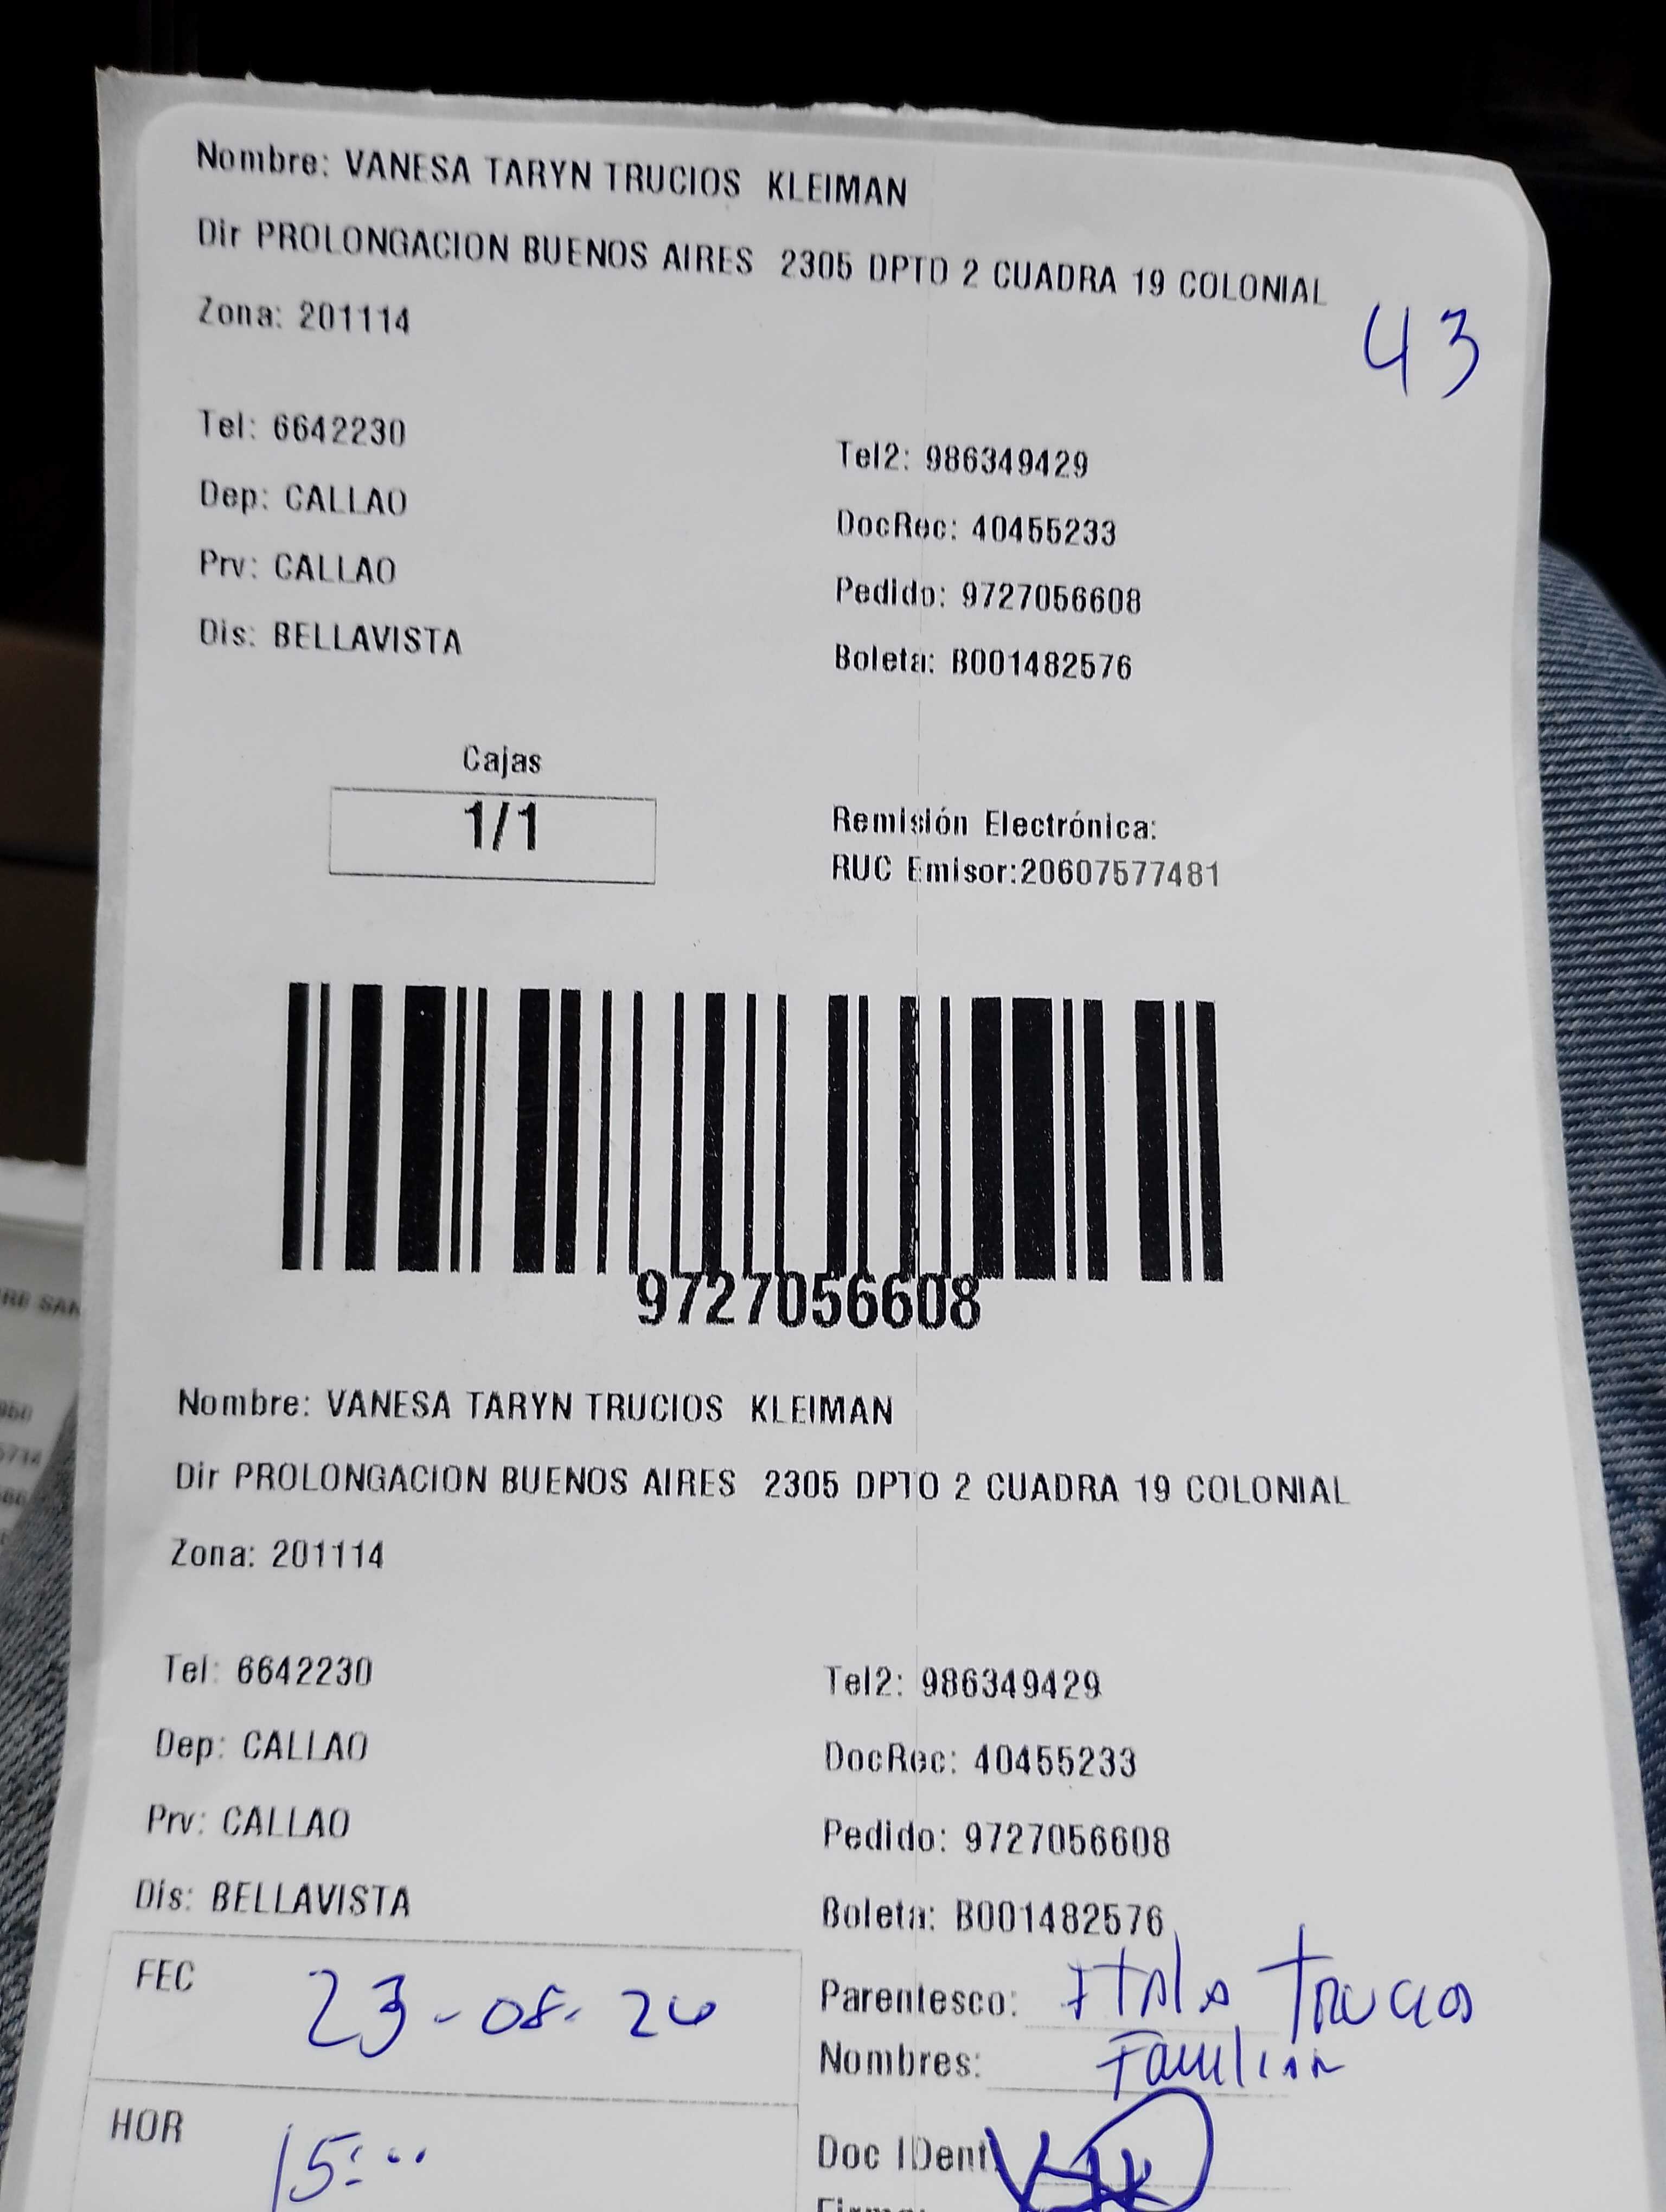 Nombre: VANESA TARYN TRUCIOS KLEIMAN
Dir PROLONGACION BUENOS AIRES 2305 DPTO 2 CUADRA 19 COLONIAL
Zona: 201114
43
Tel: 6642230
Tel2: 986349429
Dep: CALLAO
DocRec: 40455233
Prv: CALLAO
Pedido: 9727056608
Dis: BELLAVISTA
Boleta: B001482576
Cajas
1/1
Remisión Electrónica:
RUC Emisor:20607577481
9727056608
Nombre: VANESA TARYN TRUCIOS KLEIMAN
Dir PROLONGACION BUENOS AIRES 2305 DPTO 2 CUADRA 19 COLONIAL
Zona: 201114
Tel: 6642230
Tel2: 986349429
Dep: CALLAO
DocRec: 40455233
Prv: CALLAO
Pedido: 9727056608
Dis: BELLAVISTA
Boleta: B001482576
FEC 23-08-
Parentesco: Italo Trucios
Nombres: Familiar
HOR 15:00
Doc IDent